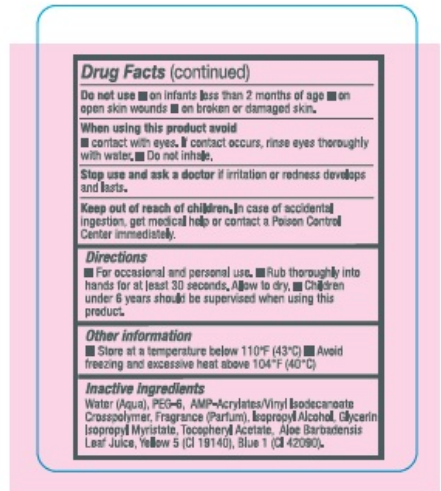 Drug Facts (continued)
Do not use ■ on infants less than 2 months of age ■ on
open skin wounds ■ on broken or damaged skin.
When using this product avoid
■ contact with eyes. If contact occurs, rinse eyes thoroughly
with water. ■ Do not inhale.
Stop use and ask a doctor if irritation or redness develops
and lasts.
Keep out of reach of children. In case of accidental
ingestion, get medical help or contact a Poison Control
Center immediately.
Directions
■ For occasional and personal use. ■ Rub thoroughly into
hands for at least 30 seconds. Allow to dry. ■ Children
under 6 years should be supervised when using this
product.
Other information
■ Store at a temperature below 110°F (43°C) ■ Avoid
freezing and excessive heat above 104°F (40°C)
Inactive Ingredients
Water (Aqua), PEG-6, AMP-Acrylates/Vinyl Isodecanoate
Crosspolymer, Fragrance (Parfum), Isopropyl Alcohol, Glycerin
Isopropyl Myristate, Tocopheryl Acetate, Aloe Barbadensis
Leaf Juice, Yellow 5 (CI 19140), Blue 1 (CI 42090).